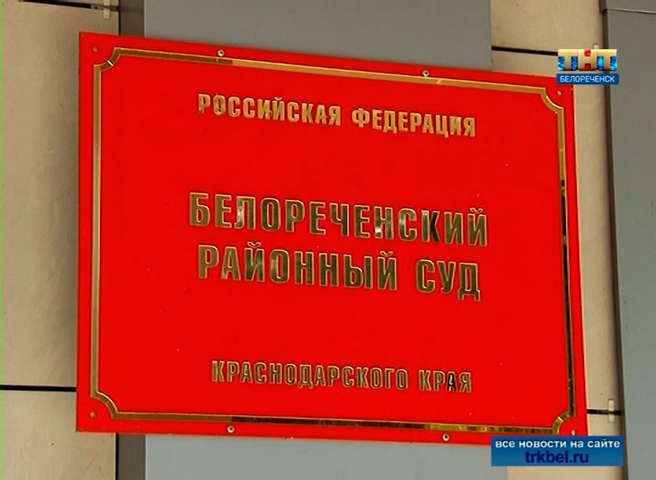 ТНТ
БЕЛОРЕЧЕНСК
РОССИЙСКАЯ ФЕДЕРАЦИЯ
БЕЛОРЕЧЕНСКИЙ
РАЙОННЫЙ СУД
КРАСНОДАРСКОГО КРАЯ
все новости на сайте
trkbel.ru